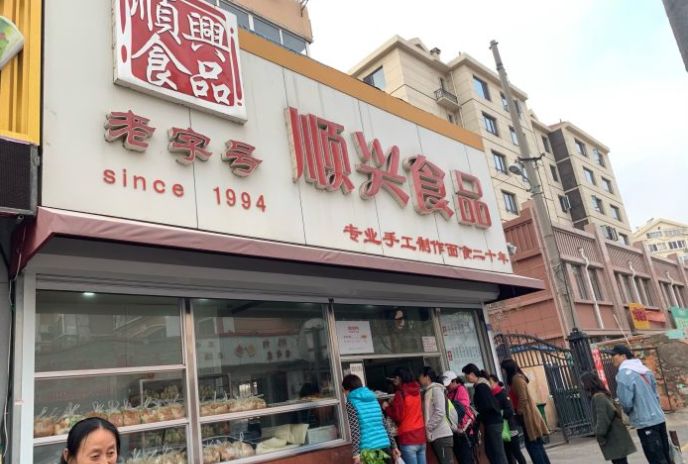 順興食品
老字号
since 1994
顺兴食品
专业手工制作面食二十年